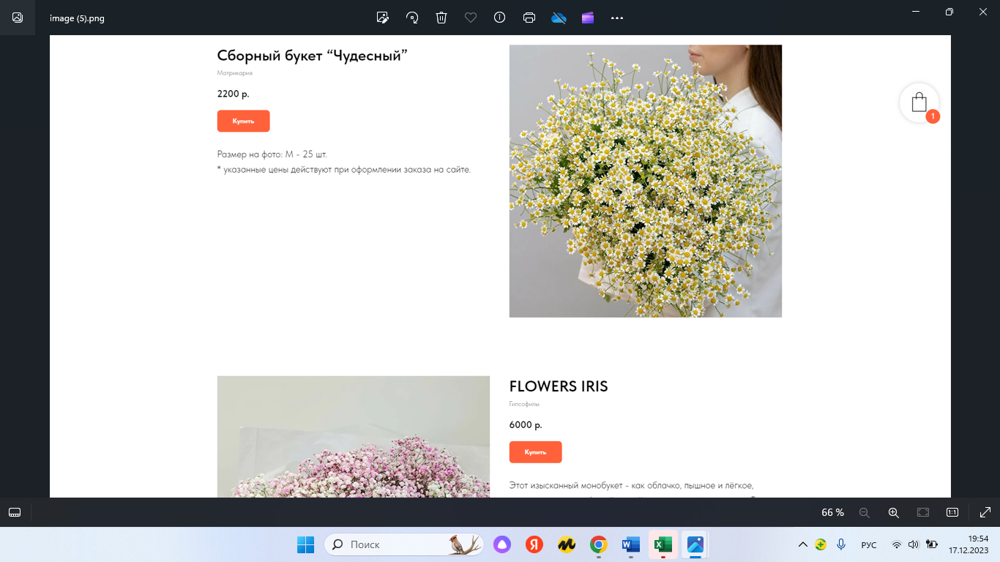 image (5).png
Сборный букет “Чудесный”
Матрикария
2200 р.
Купить
Размер на фото: М - 25 шт.
* указанные цены действуют при оформлении заказа на сайте.
1
FLOWERS IRIS
Гипсофилы
6000 р.
Купить
Этот изысканный монобукет - как облачко, пышное и лёгкое,
66 %
1:1
Поиск
Я
W
X
РУС
19:54
17.12.2023